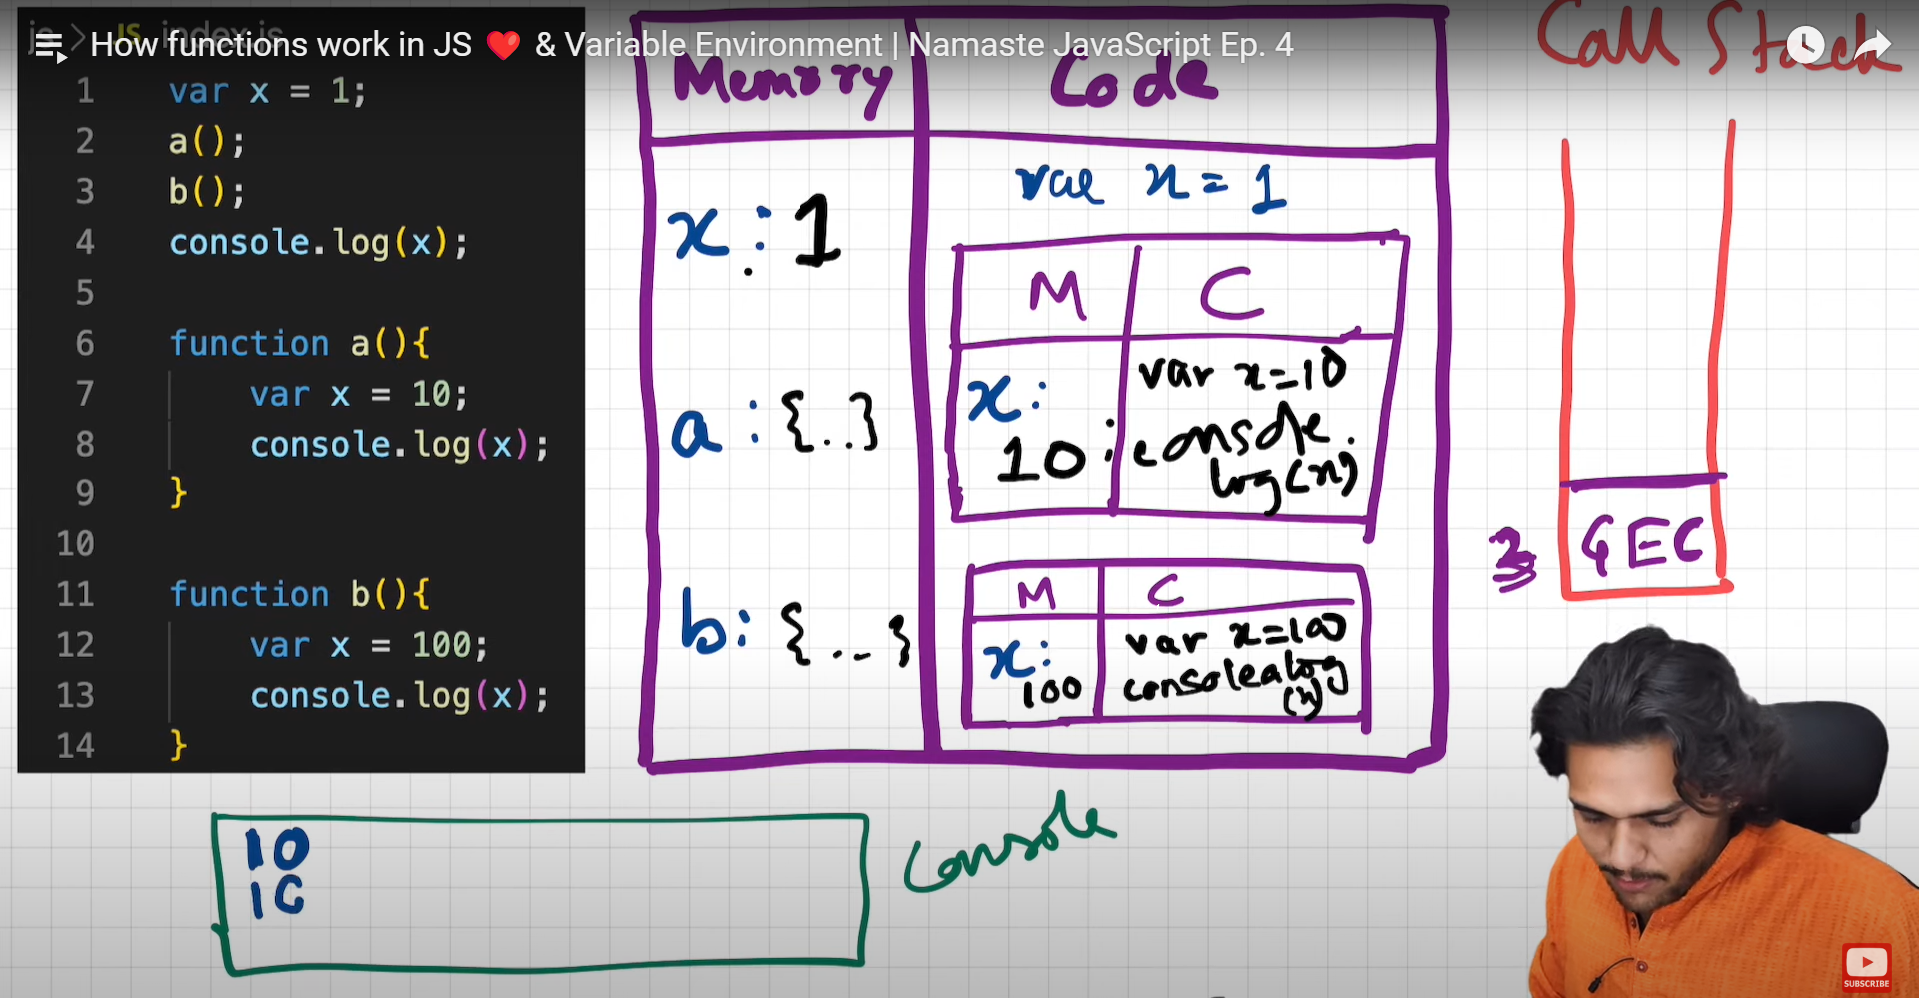 js > JS index.js
How functions work in JS ❤️ & Variable Environment | Namaste JavaScript Ep. 4
1 var x = 1;
2 a();
3 b();
4 console.log(x);
5
6 function a(){
7 var x = 10;
8 console.log(x);
9 }
10
11 function b(){
12 var x = 100;
13 console.log(x);
14 }
Memory Code
x : 1
var x = 1
M C
x :
10
var x=10
; console.
log(x)
a : {..}
b : {..}
M C
x :
100
var x=100
console.log
(x)
Call Stack
GEC
Console
10
10
SUBSCRIBE